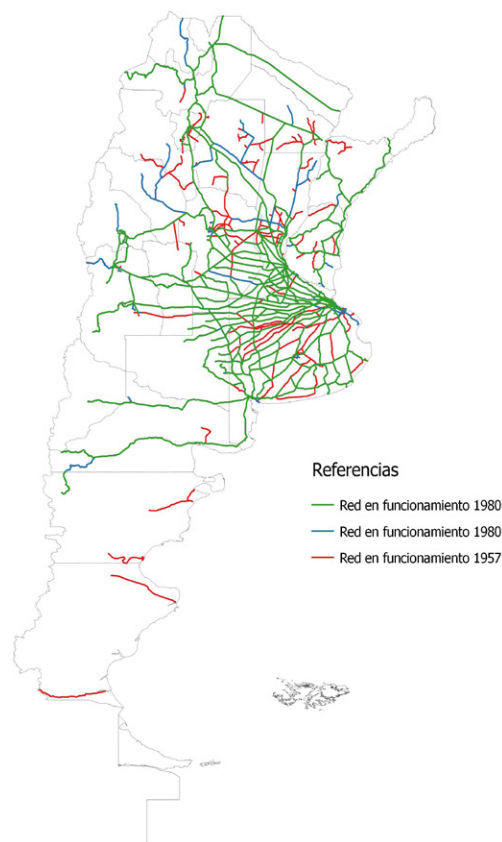 Referencias
Red en funcionamiento 1980
Red en funcionamiento 1980
Red en funcionamiento 1957